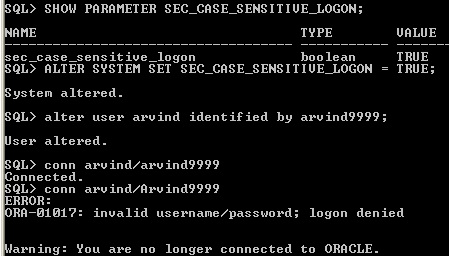 SQL> SHOW PARAMETER SEC_CASE_SENSITIVE_LOGON;
NAME TYPE VALUE
------------------------------------ ----------- ------
sec_case_sensitive_logon boolean TRUE
SQL> ALTER SYSTEM SET SEC_CASE_SENSITIVE_LOGON = TRUE;
System altered.
SQL> alter user arvind identified by arvind9999;
User altered.
SQL> conn arvind/arvind9999
Connected.
SQL> conn arvind/Arvind9999
ERROR:
ORA-01017: invalid username/password; logon denied
Warning: You are no longer connected to ORACLE.